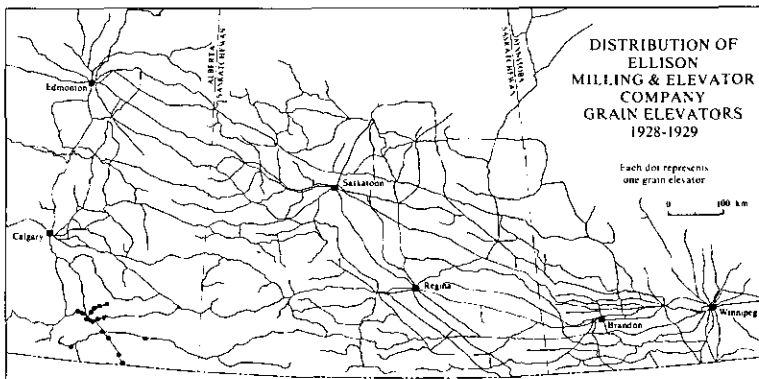 DISTRIBUTION OF
ELLISON
MILLING & ELEVATOR
COMPANY
GRAIN ELEVATORS
1928-1929
Each dot represents
one grain elevator
0 100 km
ALBERTA
SASKATCHEWAN
MANITOBA
SASKATCHEWAN
Edmonton
Saskatoon
Calgary
Regina
Brandon
Winnipeg